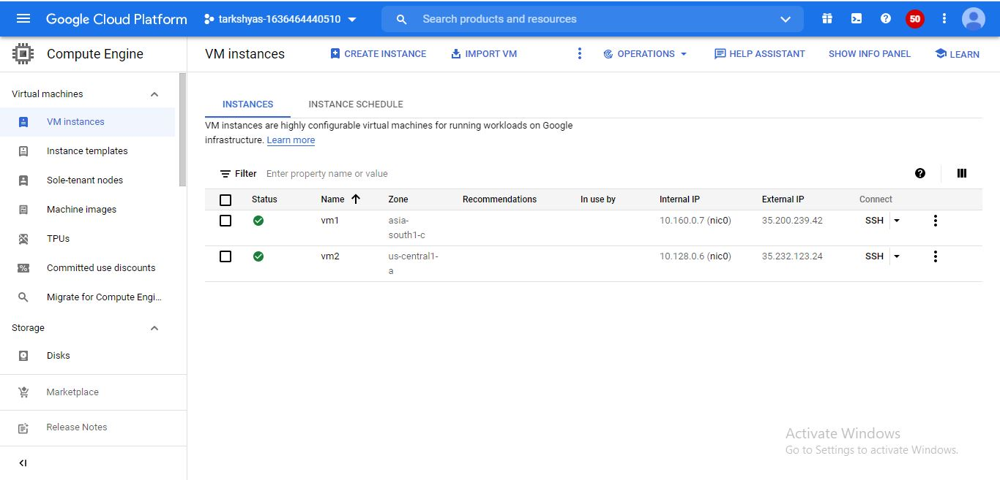 Google Cloud Platform
tarkshyas-1636464440510
Search products and resources
50
Compute Engine
VM instances
CREATE INSTANCE
IMPORT VM
OPERATIONS
HELP ASSISTANT
SHOW INFO PANEL
LEARN
Virtual machines
VM instances
Instance templates
Sole-tenant nodes
Machine images
TPUs
Committed use discounts
Migrate for Compute Engi...
Storage
Disks
Marketplace
Release Notes
INSTANCES
INSTANCE SCHEDULE
VM instances are highly configurable virtual machines for running workloads on Google
infrastructure. Learn more
Filter Enter property name or value
Status Name Zone Recommendations In use by Internal IP External IP Connect
vm1 asia- 10.160.0.7 (nic0) 35.200.239.42 SSH
south1-c
vm2 us-central1- 10.128.0.6 (nic0) 35.232.123.24 SSH
a
Activate Windows
Go to Settings to activate Windows.